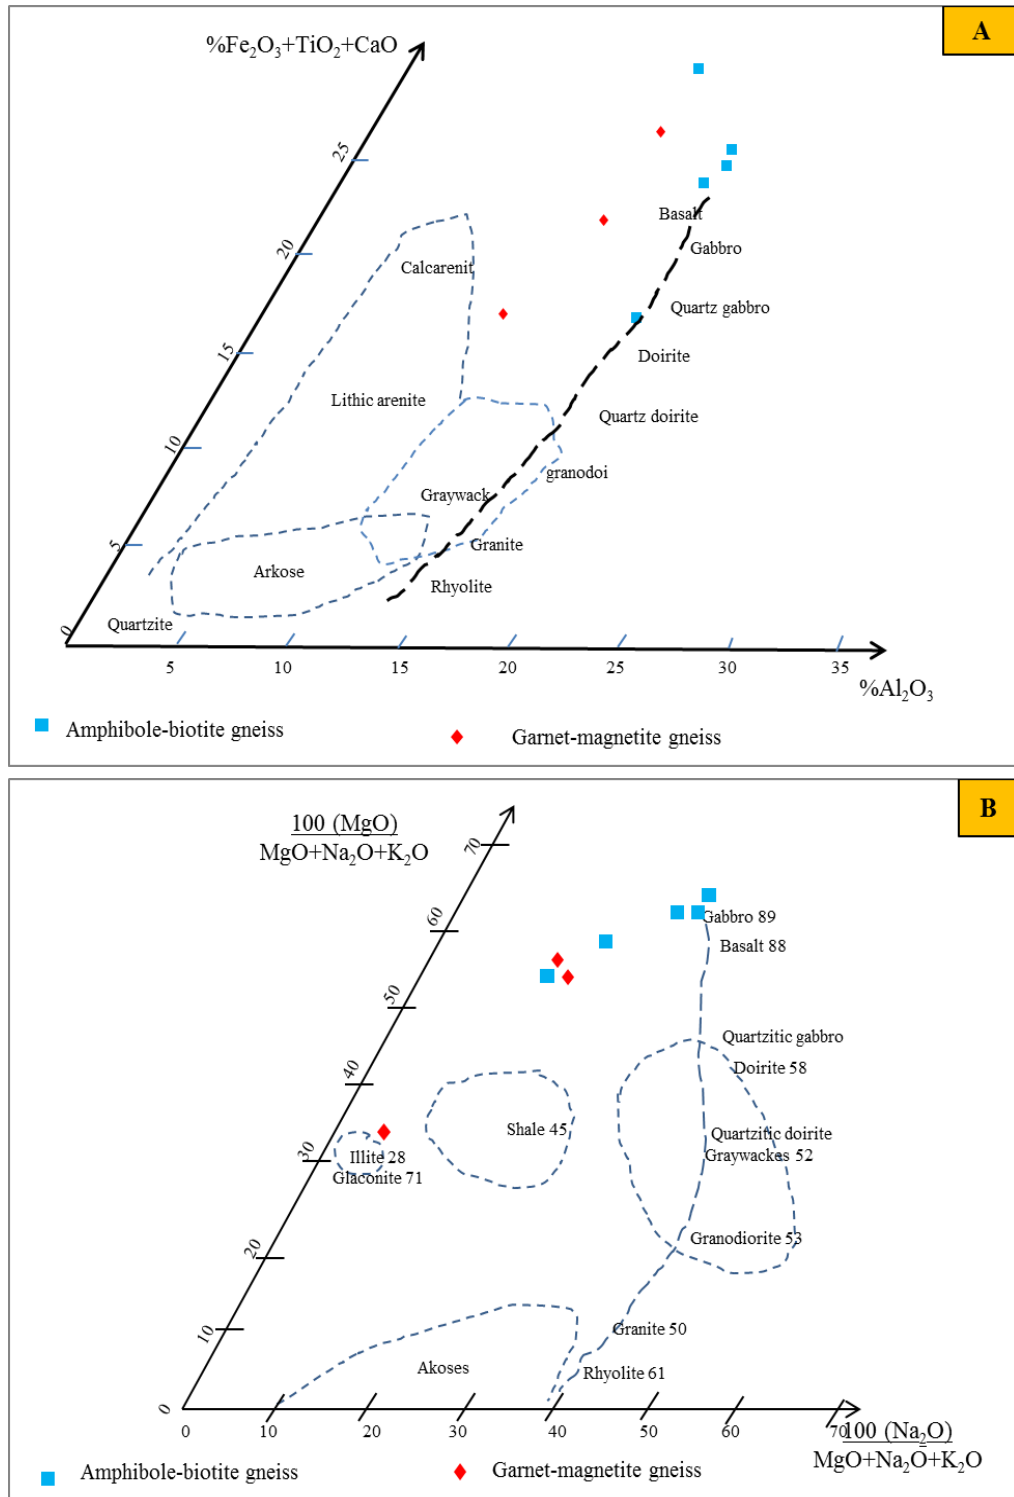 A
%Fe₂O₃+TiO₂+CaO
25
Basalt
Gabbro
20
Calcarenit
Quartz gabbro
15
Doirite
Lithic arenite
Quartz doirite
10
granodoi
Graywack
5
Granite
Arkose
Rhyolite
Quartzite
0
5
10
15
20
25
30
35
%Al₂O₃
Amphibole-biotite gneiss
Garnet-magnetite gneiss
B
100 (MgO)
MgO+Na₂O+K₂O
70
60
Gabbro 89
Basalt 88
50
Quartzitic gabbro
Doirite 58
40
Shale 45
Quartzitic doirite
Graywackes 52
30
Illite 28
Glaconite 71
20
Granodiorite 53
10
Granite 50
Akoses
Rhyolite 61
0
0
10
20
30
40
50
60
70
100 (Na₂O)
MgO+Na₂O+K₂O
Amphibole-biotite gneiss
Garnet-magnetite gneiss